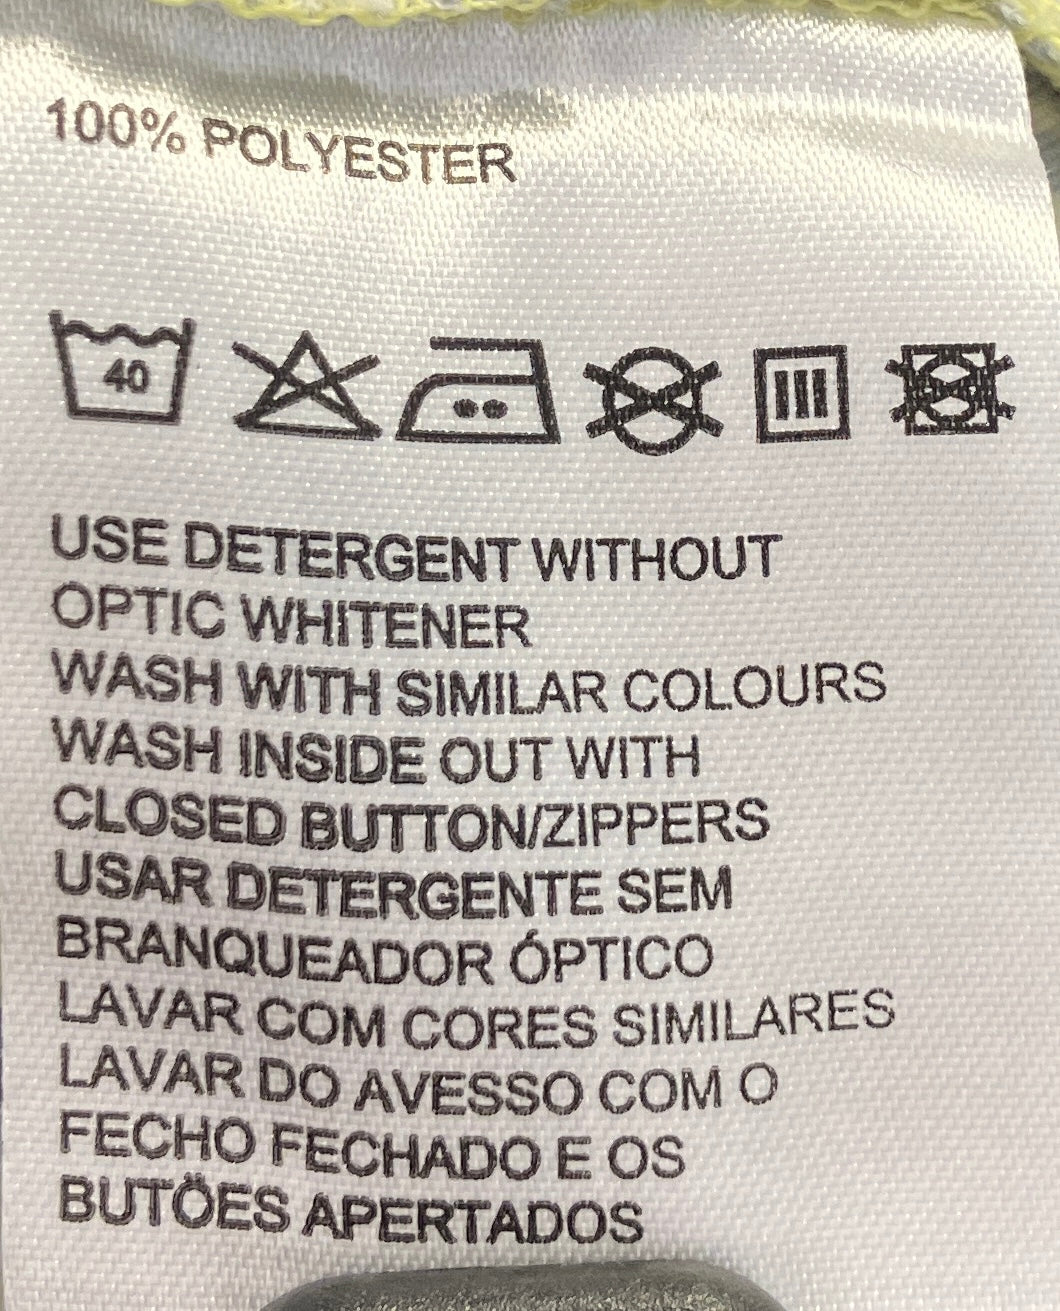 100% POLYESTER
40
USE DETERGENT WITHOUT
OPTIC WHITENER
WASH WITH SIMILAR COLOURS
WASH INSIDE OUT WITH
CLOSED BUTTON/ZIPPERS
USAR DETERGENTE SEM
BRANQUEADOR ÓPTICO
LAVAR COM CORES SIMILARES
LAVAR DO AVESSO COM O
FECHO FECHADO E OS
BUTÖES APERTADOS